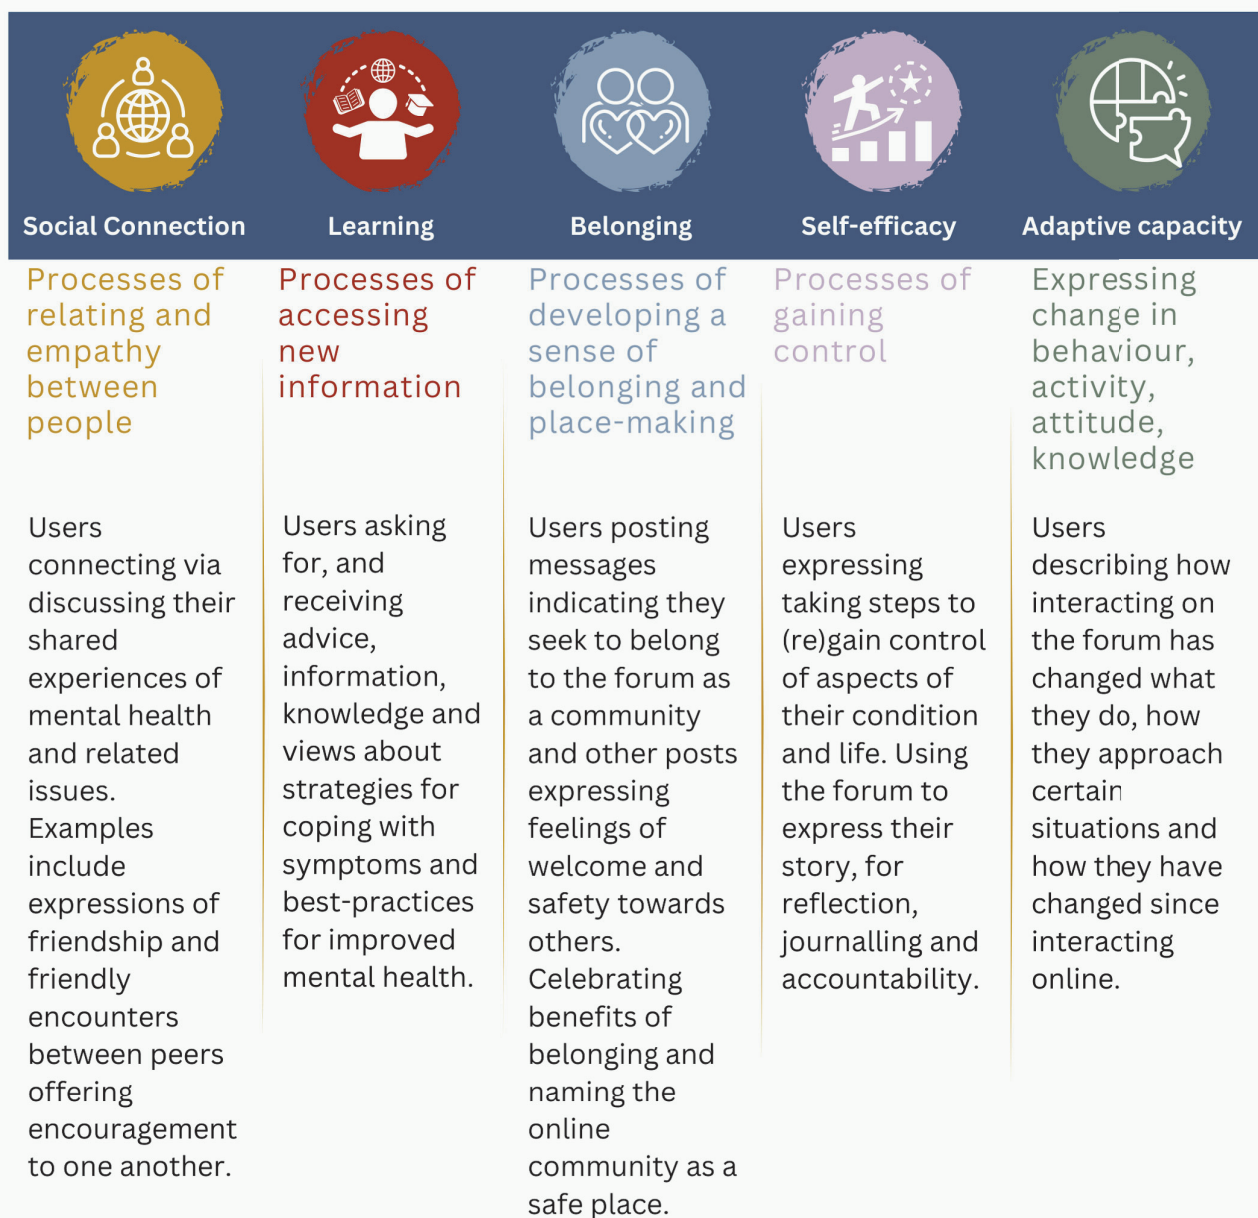 Social Connection
Learning
Belonging
Self-efficacy
Adaptive capacity
Processes of
relating and
empathy
between
people
Processes of
accessing
new
information
Processes of
developing a
sense of
belonging and
place-making
Processes of
gaining
control
Expressing
change in
behaviour,
activity,
attitude,
knowledge
Users
connecting via
discussing their
shared
experiences of
mental health
and related
issues.
Examples
include
expressions of
friendship and
friendly
encounters
between peers
offering
encouragement
to one another.
Users asking
for, and
receiving
advice,
information,
knowledge and
views about
strategies for
coping with
symptoms and
best-practices
for improved
mental health.
Users posting
messages
indicating they
seek to belong
to the forum as
a community
and other posts
expressing
feelings of
welcome and
safety towards
others.
Celebrating
benefits of
belonging and
naming the
online
community as a
safe place.
Users
expressing
taking steps to
(re)gain control
of aspects of
their condition
and life. Using
the forum to
express their
story, for
reflection,
journalling and
accountability.
Users
describing how
interacting on
the forum has
changed what
they do, how
they approach
certain
situations and
how they have
changed since
interacting
online.